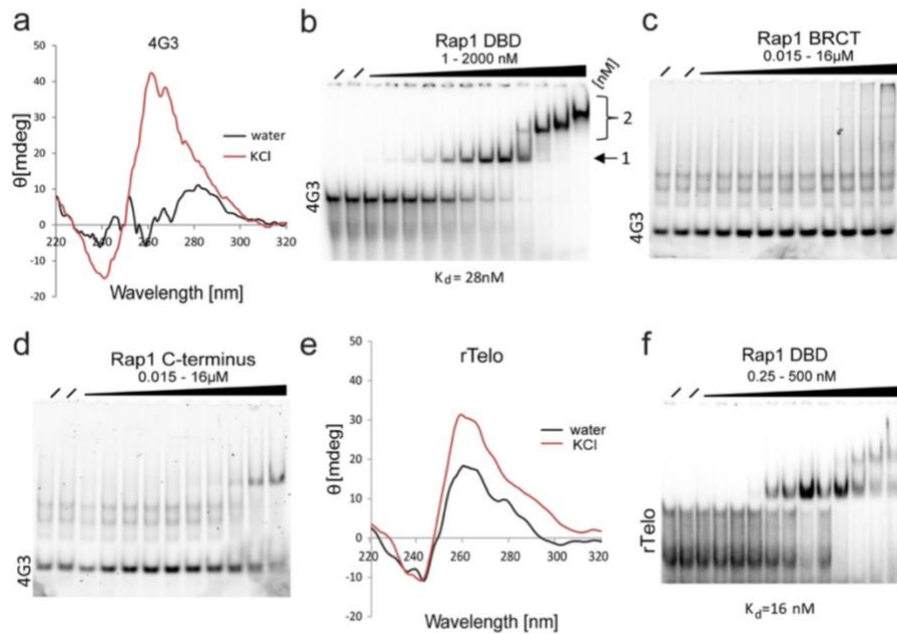 a
4G3
50
40
30
20
10
0
-10
-20
-30
θ[mdeg]
220 240 260 280 300 320
Wavelength [nm]
water
KCl
b
Rap1 DBD
1 - 2000 nM
[nM]
2
1
4G3
Kd = 28nM
c
Rap1 BRCT
0.015 - 16µM
4G3
d
Rap1 C-terminus
0.015 - 16µM
4G3
e
rTelo
50
40
30
20
10
0
-10
-20
θ[mdeg]
220 240 260 280 300 320
Wavelength [nm]
water
KCl
f
Rap1 DBD
0.25 - 500 nM
rTelo
Kd=16 nM